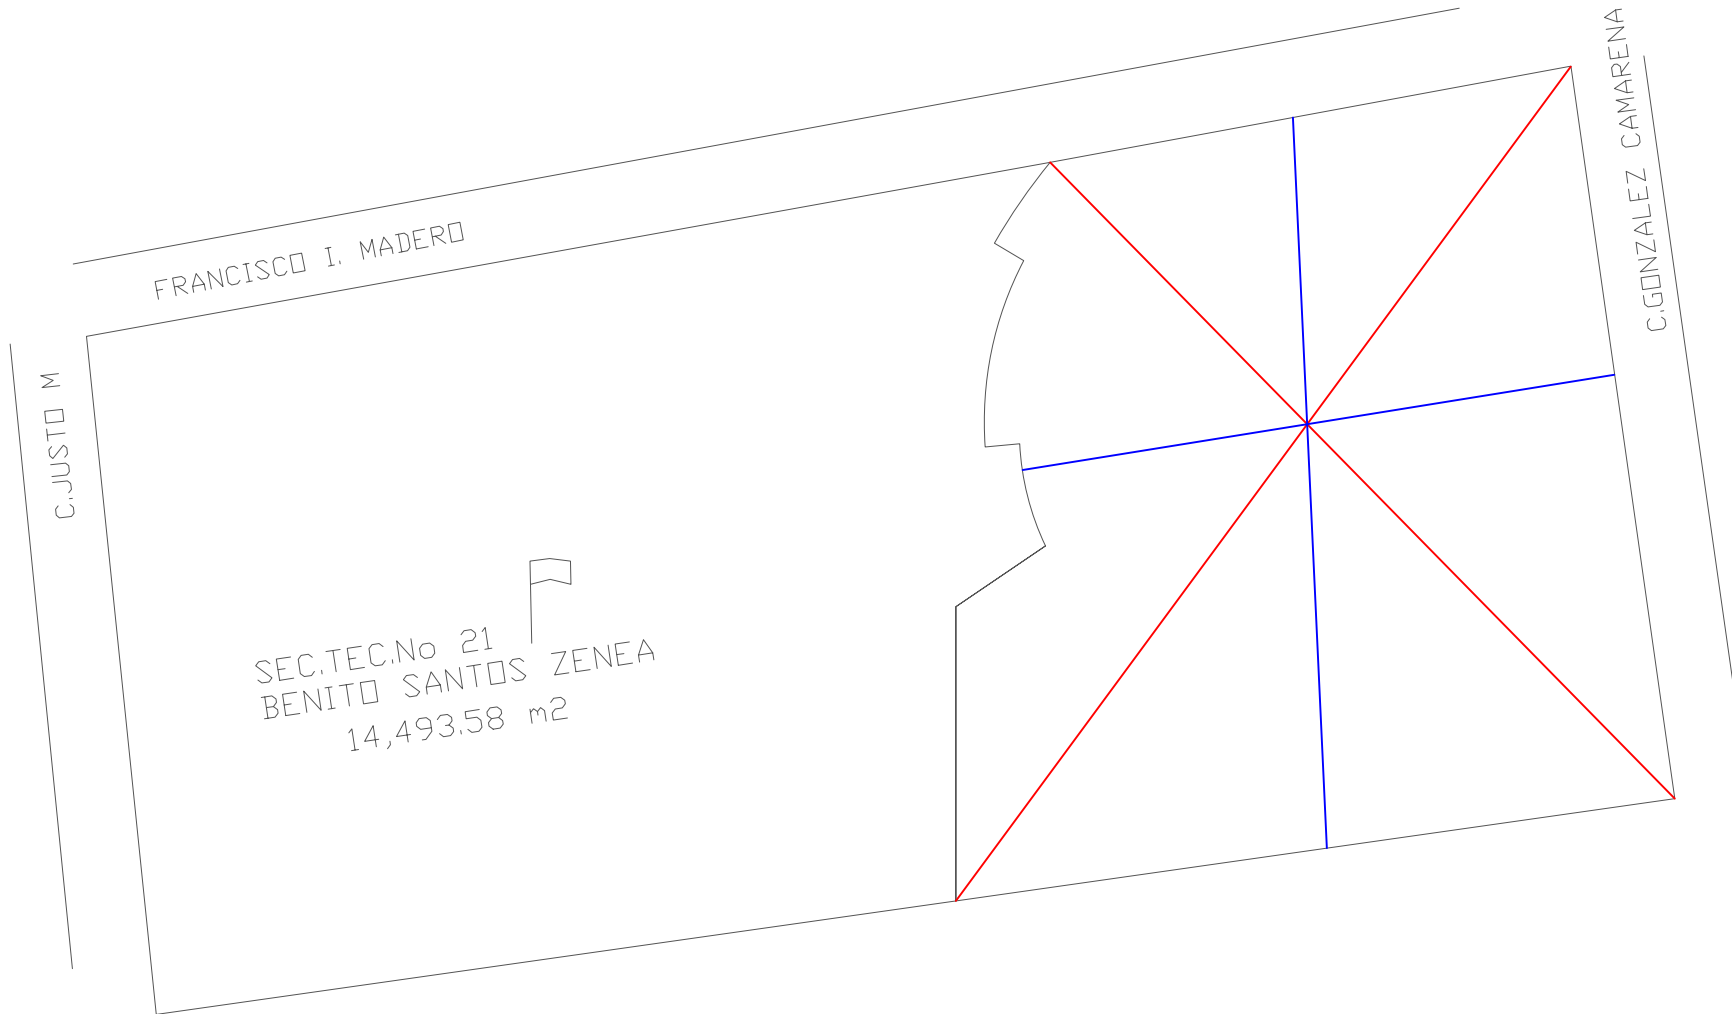 FRANCISCO I. MADERO
C.GONZALEZ CAMARENA
C.JUSTO M
SEC.TEC.No 21
BENITO SANTOS ZENEA
14,493.58 m2